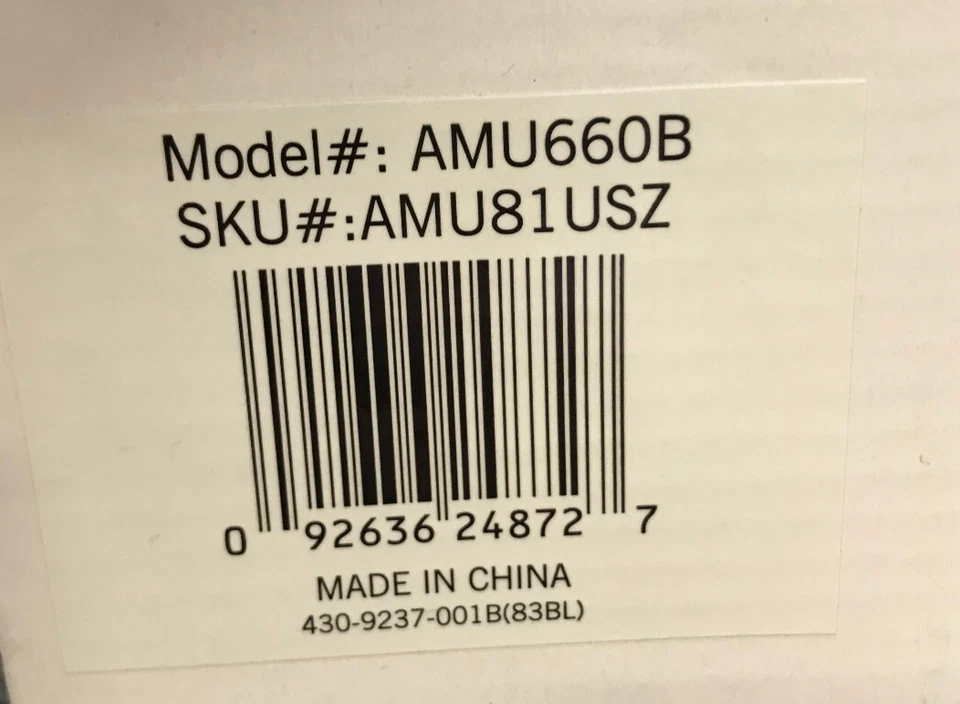 Model#: AMU660B
SKU#:AMU81USZ
0 92636 24872 7
MADE IN CHINA
430-9237-001B(83BL)